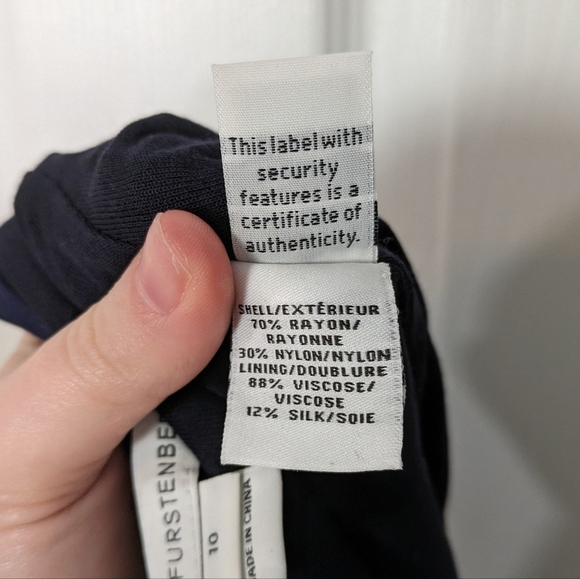 This label with
security
features is a
certificate of
authenticity.
SHELL/EXTÉRIEUR
70% RAYON/
RAYONNE
30% NYLON/NYLON
LINING/DOUBLURE
88% VISCOSE/
VISCOSE
12% SILK/SOIE
FURSTENBE
10
ADE IN CHINA